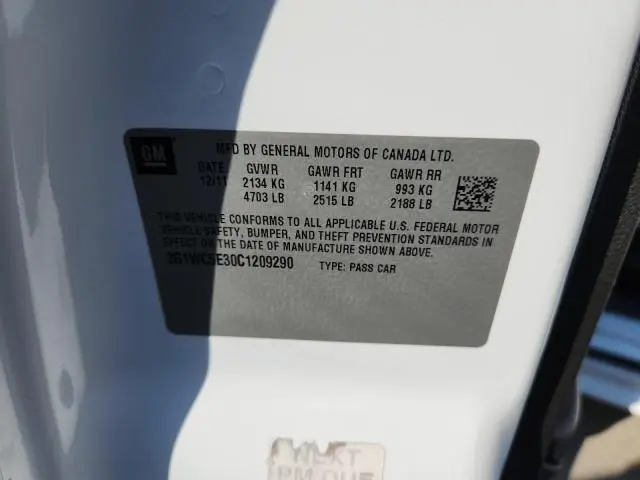 GM
MFD BY GENERAL MOTORS OF CANADA LTD.
DATE GVWR GAWR FRT GAWR RR
12/11 2134 KG 1141 KG 993 KG
4703 LB 2515 LB 2188 LB
THIS VEHICLE CONFORMS TO ALL APPLICABLE U.S. FEDERAL MOTOR
VEHICLE SAFETY, BUMPER, AND THEFT PREVENTION STANDARDS IN
EFFECT ON THE DATE OF MANUFACTURE SHOWN ABOVE.
2G1WC5E30C1209290 TYPE: PASS CAR